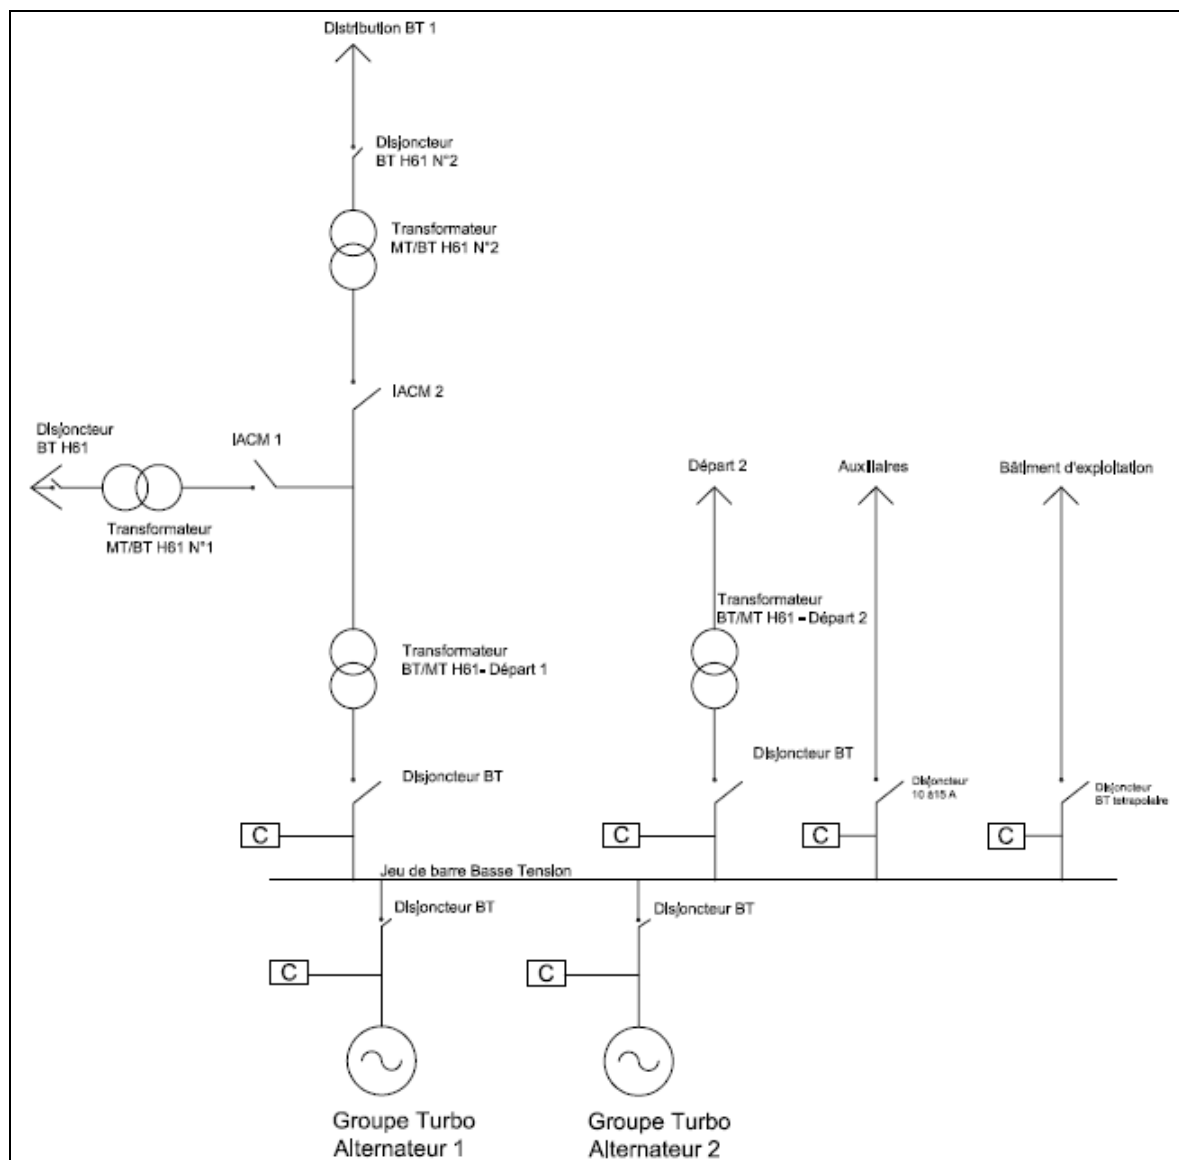 Distribution BT 1
Disjoncteur
BT H61 N°2
Transformateur
MT/BT H61 N°2
IACM 2
Disjoncteur
BT H61
IACM 1
Transformateur
MT/BT H61 N°1
Départ 2
Auxiliaires
Bâtiment d'exploitation
Transformateur
BT/MT H61 - Départ 2
Transformateur
BT/MT H61- Départ 1
Disjoncteur BT
Disjoncteur BT
Disjoncteur
10 à15 A
Disjoncteur
BT tetrapolaire
C
C
C
C
Jeu de barre Basse Tension
Disjoncteur BT
Disjoncteur BT
C
C
Groupe Turbo
Alternateur 1
Groupe Turbo
Alternateur 2